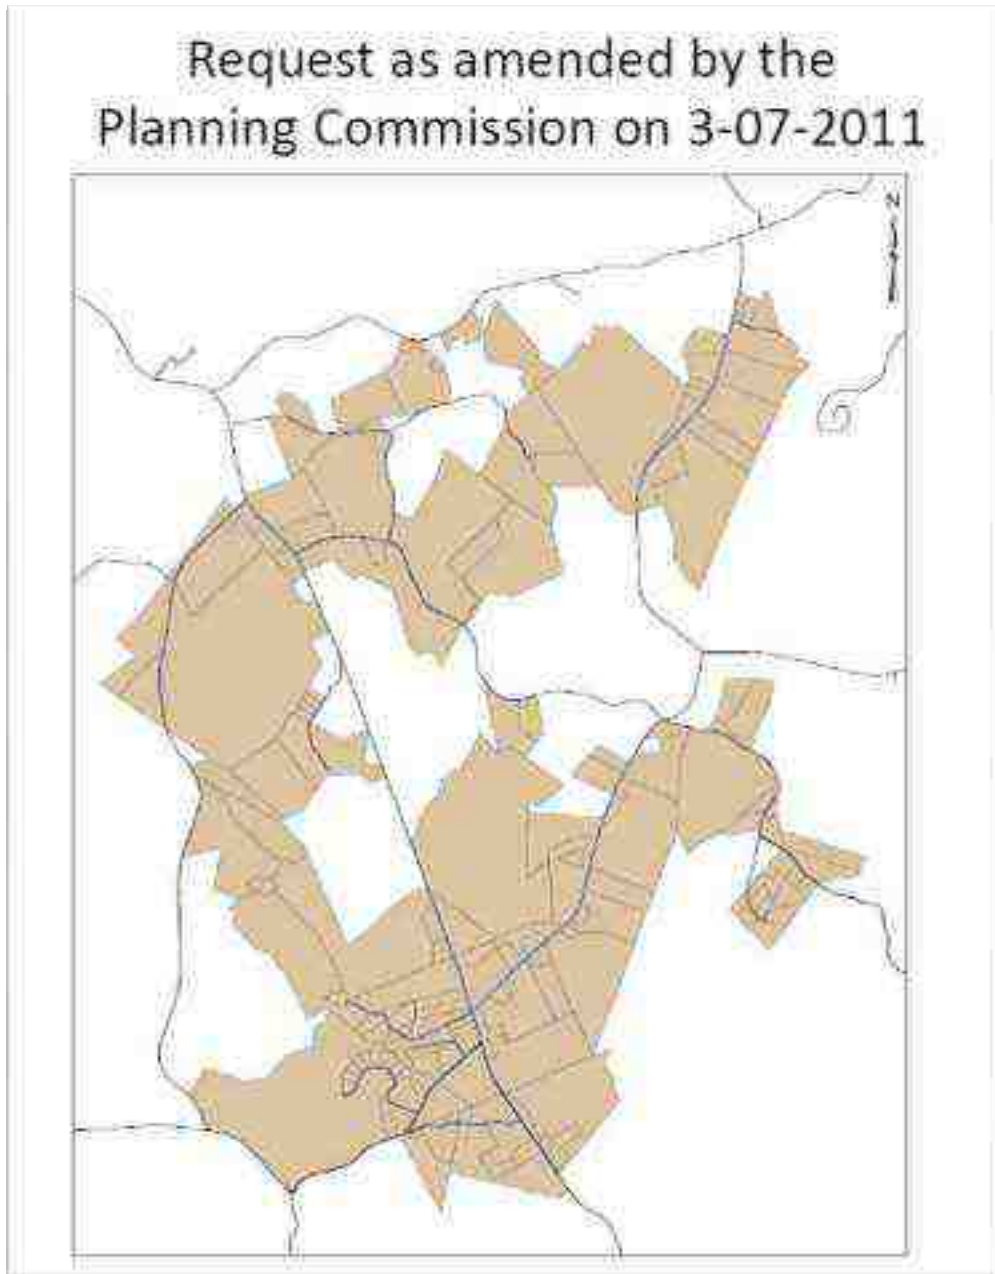 Request as amended by the
Planning Commission on 3-07-2011
N